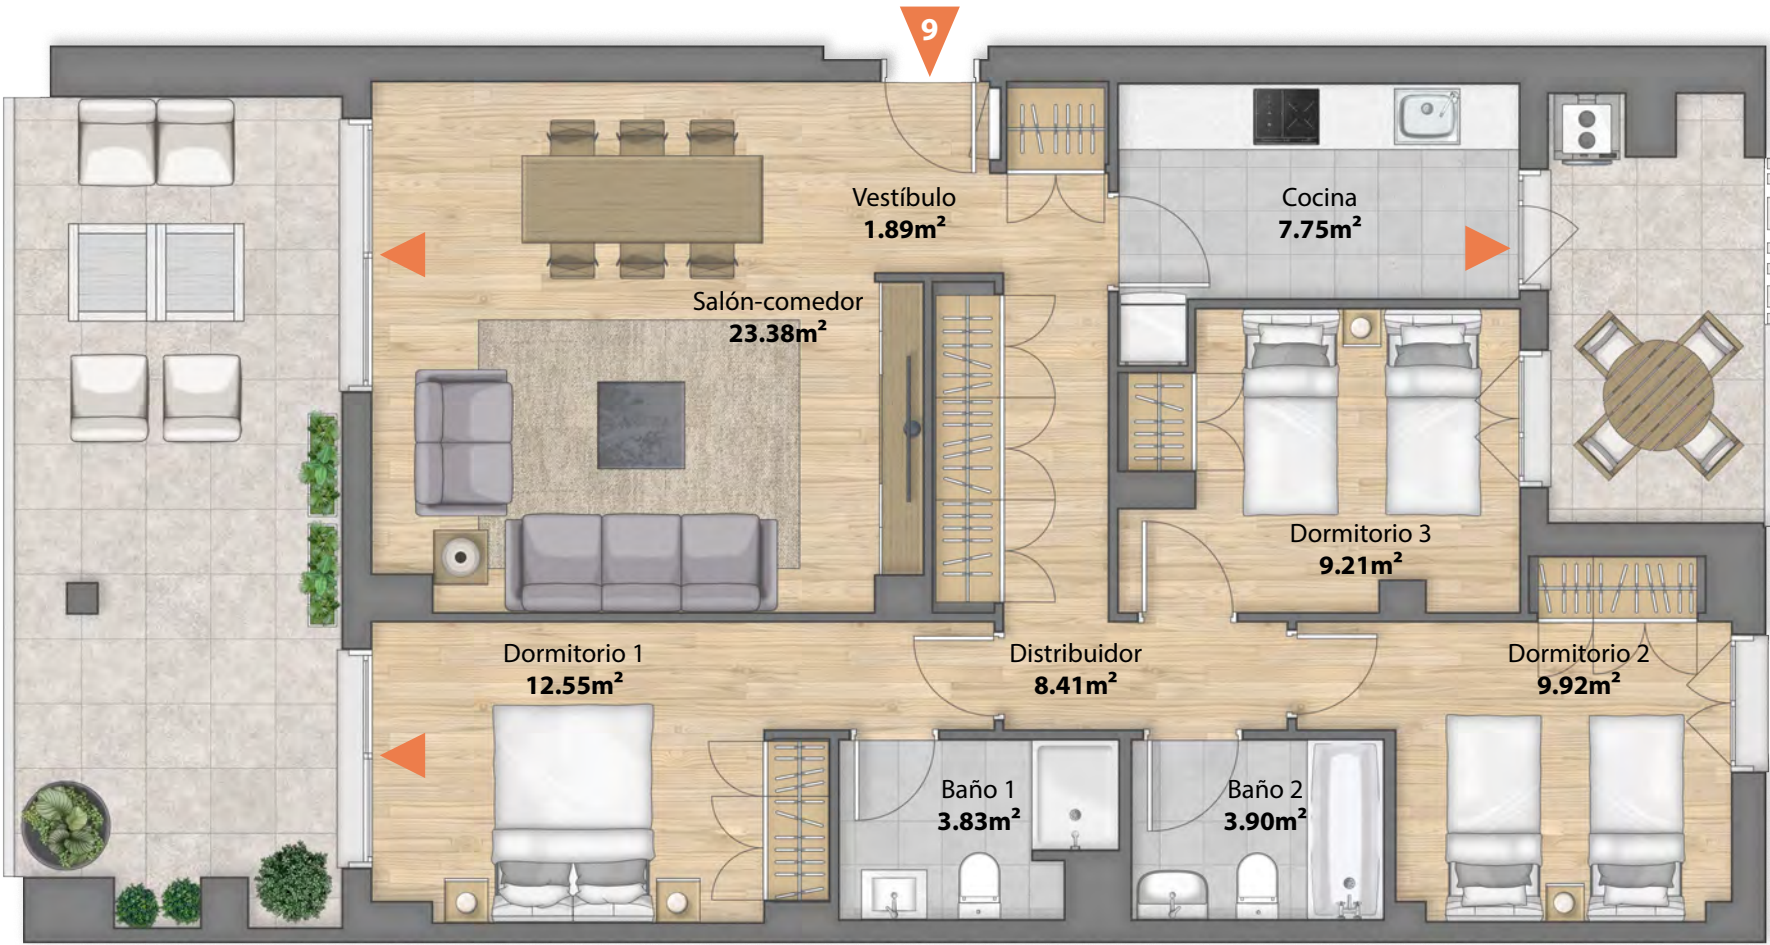 9
Vestíbulo
1.89m²
Cocina
7.75m²
Salón-comedor
23.38m²
Dormitorio 3
9.21m²
Dormitorio 1
12.55m²
Distribuidor
8.41m²
Dormitorio 2
9.92m²
Baño 1
3.83m²
Baño 2
3.90m²